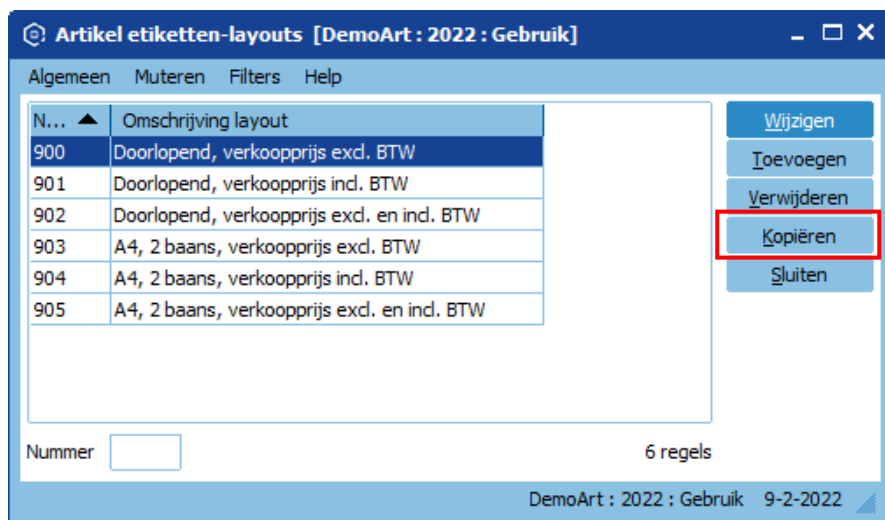 Artikel etiketten-layouts [DemoArt : 2022 : Gebruik]
Algemeen Muteren Filters Help
N... Omschrijving layout
900 Doorlopend, verkoopprijs excl. BTW
901 Doorlopend, verkoopprijs incl. BTW
902 Doorlopend, verkoopprijs excl. en incl. BTW
903 A4, 2 baans, verkoopprijs excl. BTW
904 A4, 2 baans, verkoopprijs incl. BTW
905 A4, 2 baans, verkoopprijs excl. en incl. BTW
Wijzigen
Toevoegen
Verwijderen
Kopiëren
Sluiten
Nummer 6 regels
DemoArt : 2022 : Gebruik 9-2-2022